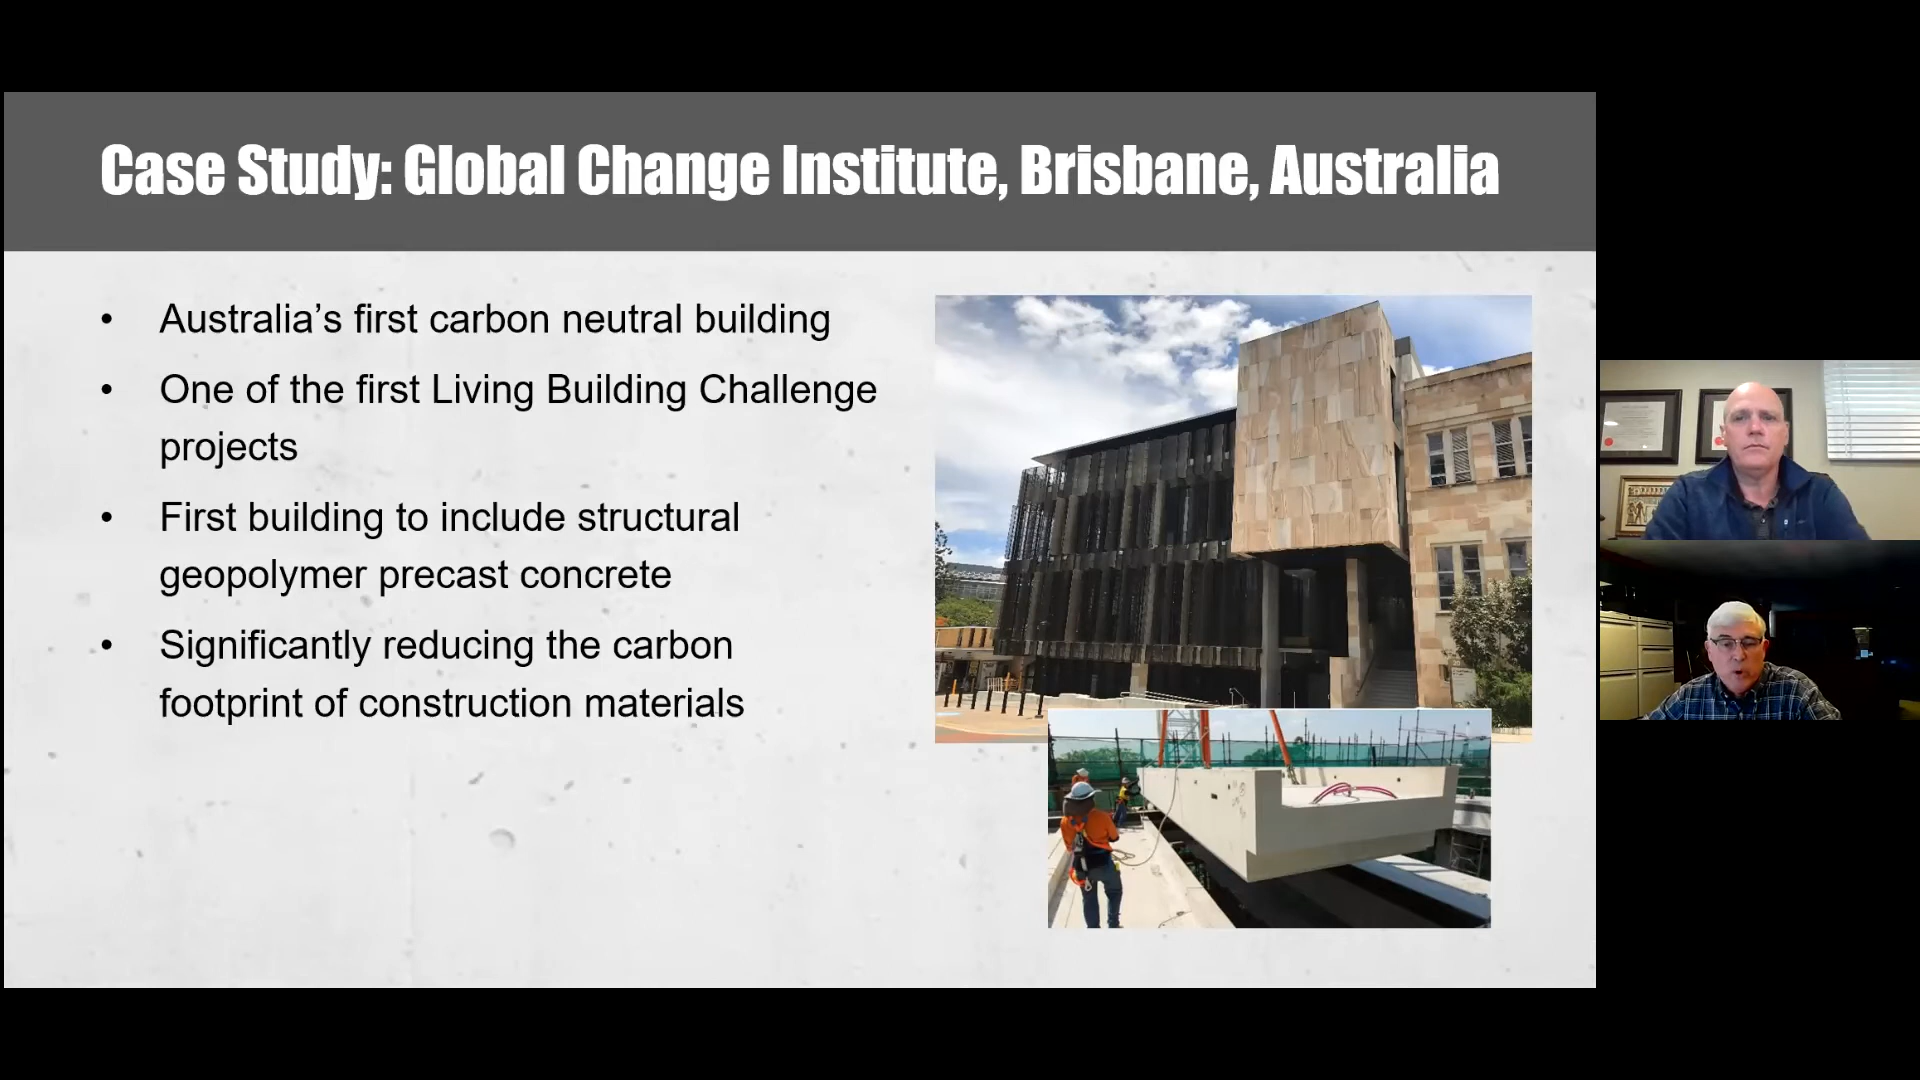 Case Study: Global Change Institute, Brisbane, Australia
• Australia’s first carbon neutral building
• One of the first Living Building Challenge
projects
• First building to include structural
geopolymer precast concrete
• Significantly reducing the carbon
footprint of construction materials